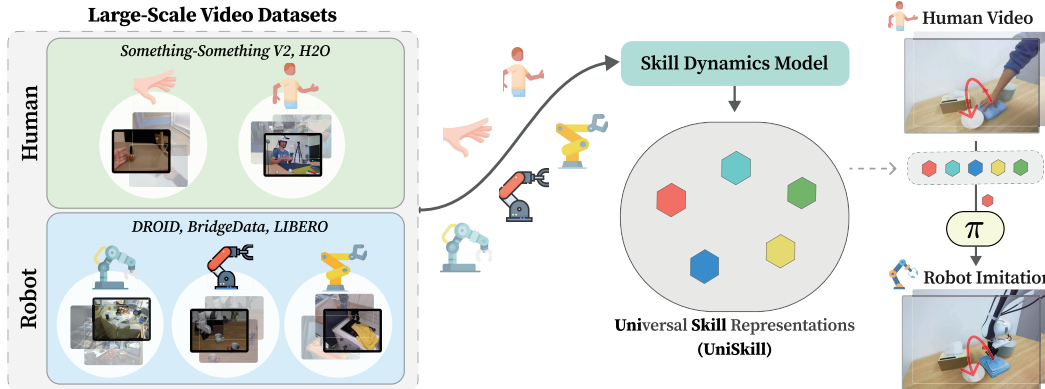 Large-Scale Video Datasets
Human
Something-Something V2, H2O
Robot
DROID, BridgeData, LIBERO
Skill Dynamics Model
Universal Skill Representations
(UniSkill)
Human Video
π
Robot Imitation